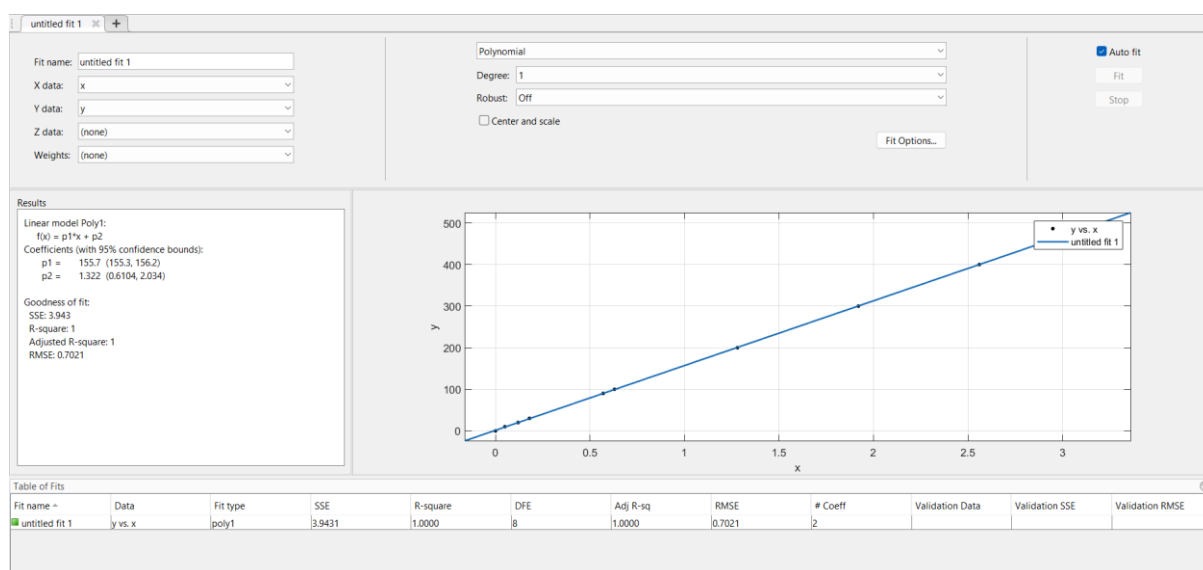 untitled fit 1
Fit name: untitled fit 1
X data: x
Y data: y
Z data: (none)
Weights: (none)
Polynomial
Degree: 1
Robust: Off
Center and scale
Fit Options...
Auto fit
Fit
Stop
Results
Linear model Poly1:
f(x) = p1*x + p2
Coefficients (with 95% confidence bounds):
p1 = 155.7 (155.3, 156.2)
p2 = 1.322 (0.6104, 2.034)
Goodness of fit:
SSE: 3.943
R-square: 1
Adjusted R-square: 1
RMSE: 0.7021
500
400
300
200
100
0
y
0 0.5 1 1.5 2 2.5 3
x
y vs. x
untitled fit 1
Table of Fits
Fit name Data Fit type SSE R-square DFE Adj R-sq RMSE # Coeff Validation Data Validation SSE Validation RMSE
untitled fit 1 y vs. x poly1 3.9431 1.0000 8 1.0000 0.7021 2